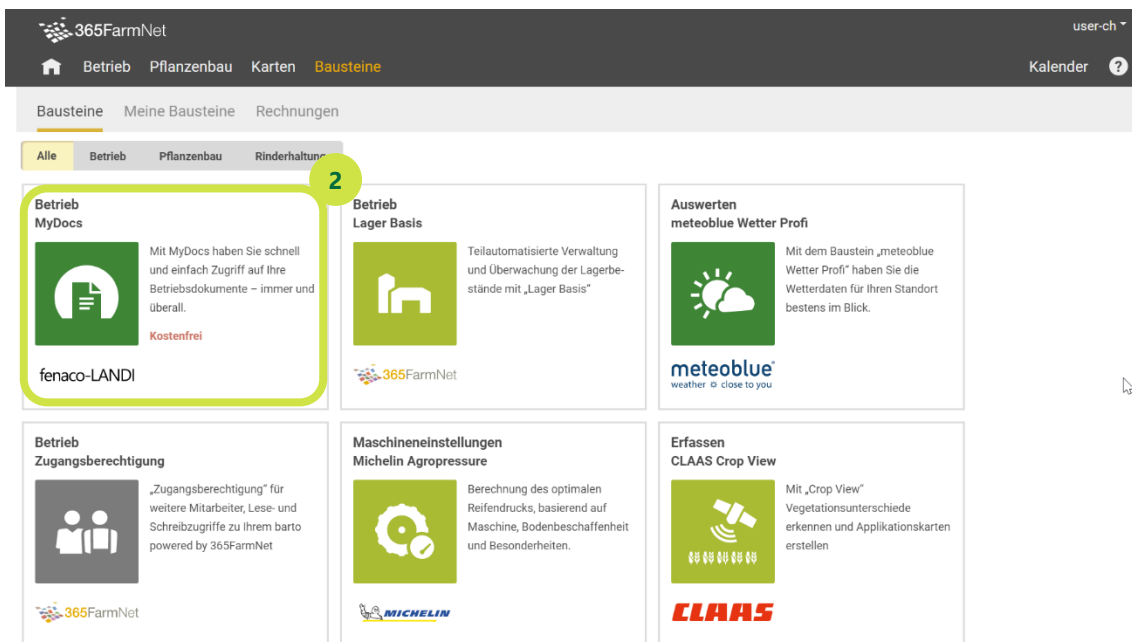 365FarmNet
user-ch
Betrieb Pflanzenbau Karten Bausteine
Kalender ?
Bausteine Meine Bausteine Rechnungen
Alle Betrieb Pflanzenbau Rinderhaltung
2
Betrieb
MyDocs
Mit MyDocs haben Sie schnell
und einfach Zugriff auf Ihre
Betriebsdokumente – immer und
überall.
Kostenfrei
fenaco-LANDI
Betrieb
Lager Basis
Teilautomatisierte Verwaltung
und Überwachung der Lagerbe-
stände mit „Lager Basis"
365FarmNet
Auswerten
meteoblue Wetter Profi
Mit dem Baustein „meteoblue
Wetter Profi" haben Sie die
Wetterdaten für Ihren Standort
bestens im Blick.
meteoblue®
weather ☼ close to you
Betrieb
Zugangsberechtigung
„Zugangsberechtigung" für
weitere Mitarbeiter, Lese- und
Schreibzugriffe zu Ihrem barto
powered by 365FarmNet
365FarmNet
Maschineneinstellungen
Michelin Agropressure
Berechnung des optimalen
Reifendrucks, basierend auf
Maschine, Bodenbeschaffenheit
und Besonderheiten.
MICHELIN
Erfassen
CLAAS Crop View
Mit „Crop View"
Vegetationsunterschiede
erkennen und Applikationskarten
erstellen
CLAAS